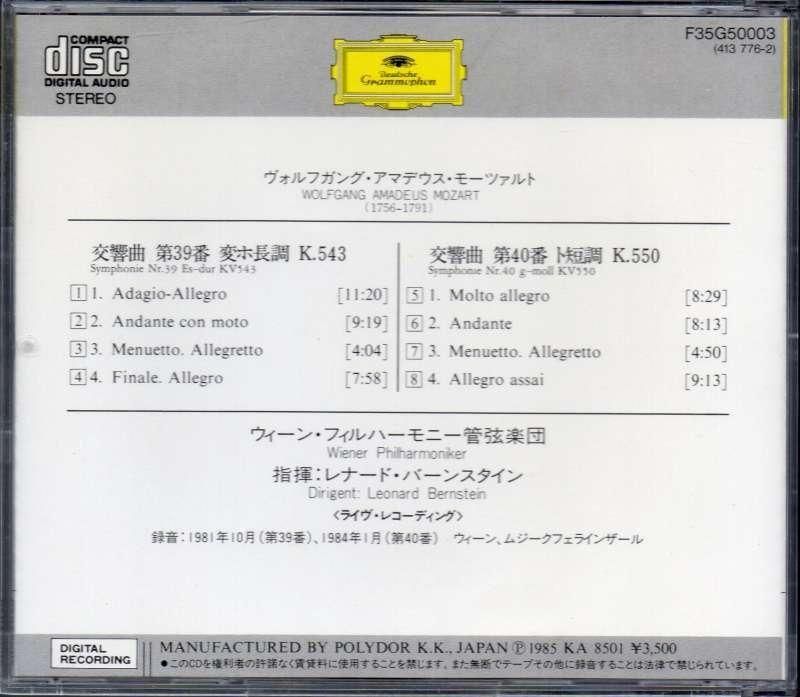 COMPACT
disc
DIGITAL AUDIO
STEREO
Deutsche
Grammophon
F35G50003
(413 776-2)
ヴォルフガング・アマデウス・モーツァルト
WOLFGANG AMADEUS MOZART
(1756-1791)
交響曲 第39番 変ホ長調 K.543
Symphonie Nr.39 Es-dur KV543
1 1. Adagio-Allegro [11:20]
2 2. Andante con moto [9:19]
3 3. Menuetto. Allegretto [4:04]
4 4. Finale. Allegro [7:58]
交響曲 第40番 ト短調 K.550
Symphonie Nr.40 g-moll KV550
5 1. Molto allegro [8:29]
6 2. Andante [8:13]
7 3. Menuetto. Allegretto [4:50]
8 4. Allegro assai [9:13]
ウィーン・フィルハーモニー管弦楽団
Wiener Philharmoniker
指揮:レナード・バーンスタイン
Dirigent: Leonard Bernstein
〈ライヴ・レコーディング〉
録音:1981年10月(第39番)、1984年1月(第40番) ウィーン、ムジークフェラインザール
DIGITAL
RECORDING
MANUFACTURED BY POLYDOR K.K., JAPAN Ⓟ 1985 KA 8501 ¥3,500
●このCDを権利者の許諾なく賃貸料に使用することを禁じます。また無断でテープその他に録音することは法律で禁じられています。